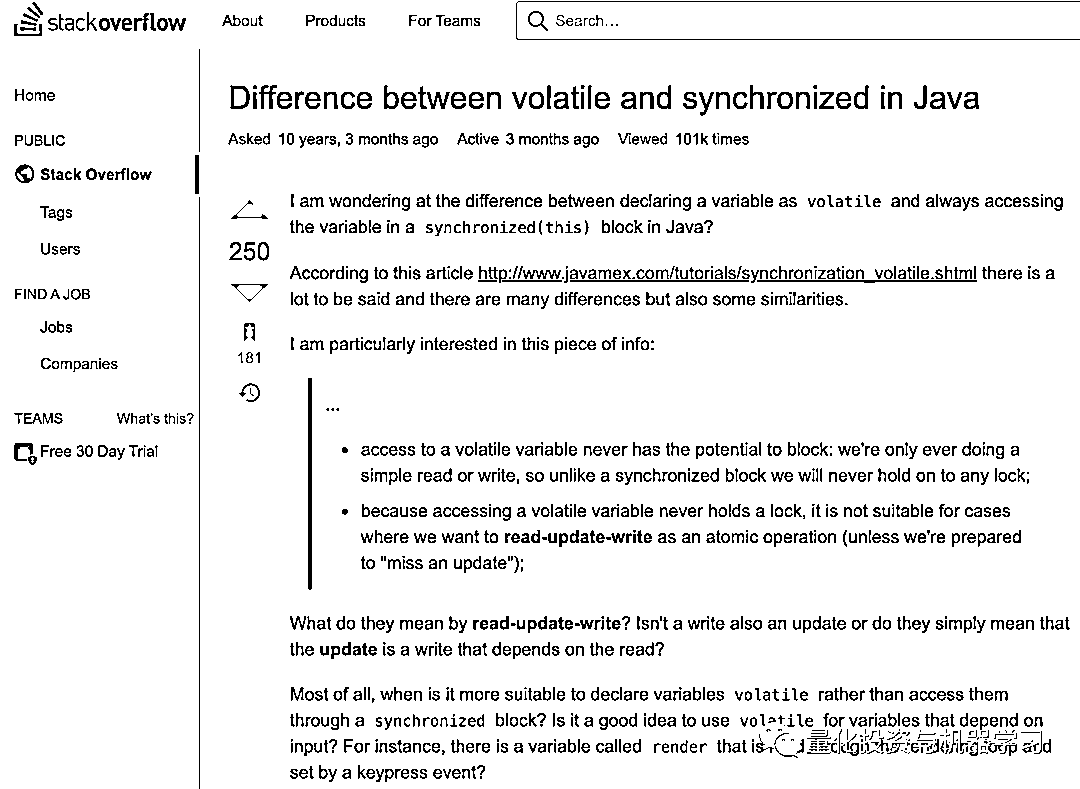 stackoverflow
About
Products
For Teams
Search…
Home
PUBLIC
Stack Overflow
Tags
Users
FIND A JOB
Jobs
Companies
TEAMS
What's this?
Free 30 Day Trial
Difference between volatile and synchronized in Java
Asked 10 years, 3 months ago Active 3 months ago Viewed 101k times
250
181
I am wondering at the difference between declaring a variable as volatile and always accessing
the variable in a synchronized(this) block in Java?
According to this article http://www.javamex.com/tutorials/synchronization_volatile.shtml there is a
lot to be said and there are many differences but also some similarities.
I am particularly interested in this piece of info:
...
• access to a volatile variable never has the potential to block: we're only ever doing a
simple read or write, so unlike a synchronized block we will never hold on to any lock;
• because accessing a volatile variable never holds a lock, it is not suitable for cases
where we want to read-update-write as an atomic operation (unless we're prepared
to "miss an update");
What do they mean by read-update-write? Isn't a write also an update or do they simply mean that
the update is a write that depends on the read?
Most of all, when is it more suitable to declare variables volatile rather than access them
through a synchronized block? Is it a good idea to use volatile for variables that depend on
input? For instance, there is a variable called render that is through the rendering loop and
set by a keypress event?
量化投资与机器学习